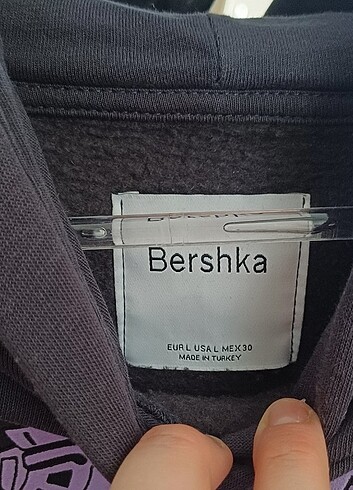 Bershka
EUR L USA L MEX 30
MADE IN TURKEY